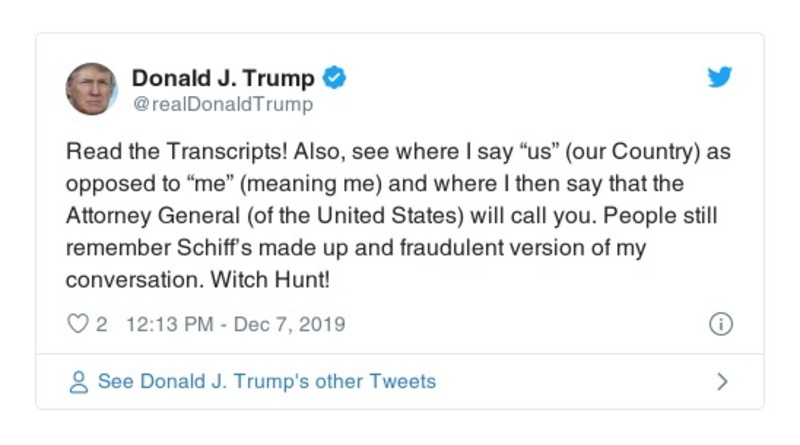 Donald J. Trump
@realDonaldTrump
Read the Transcripts! Also, see where I say “us” (our Country) as
opposed to “me” (meaning me) and where I then say that the
Attorney General (of the United States) will call you. People still
remember Schiff’s made up and fraudulent version of my
conversation. Witch Hunt!
2 12:13 PM - Dec 7, 2019
See Donald J. Trump's other Tweets